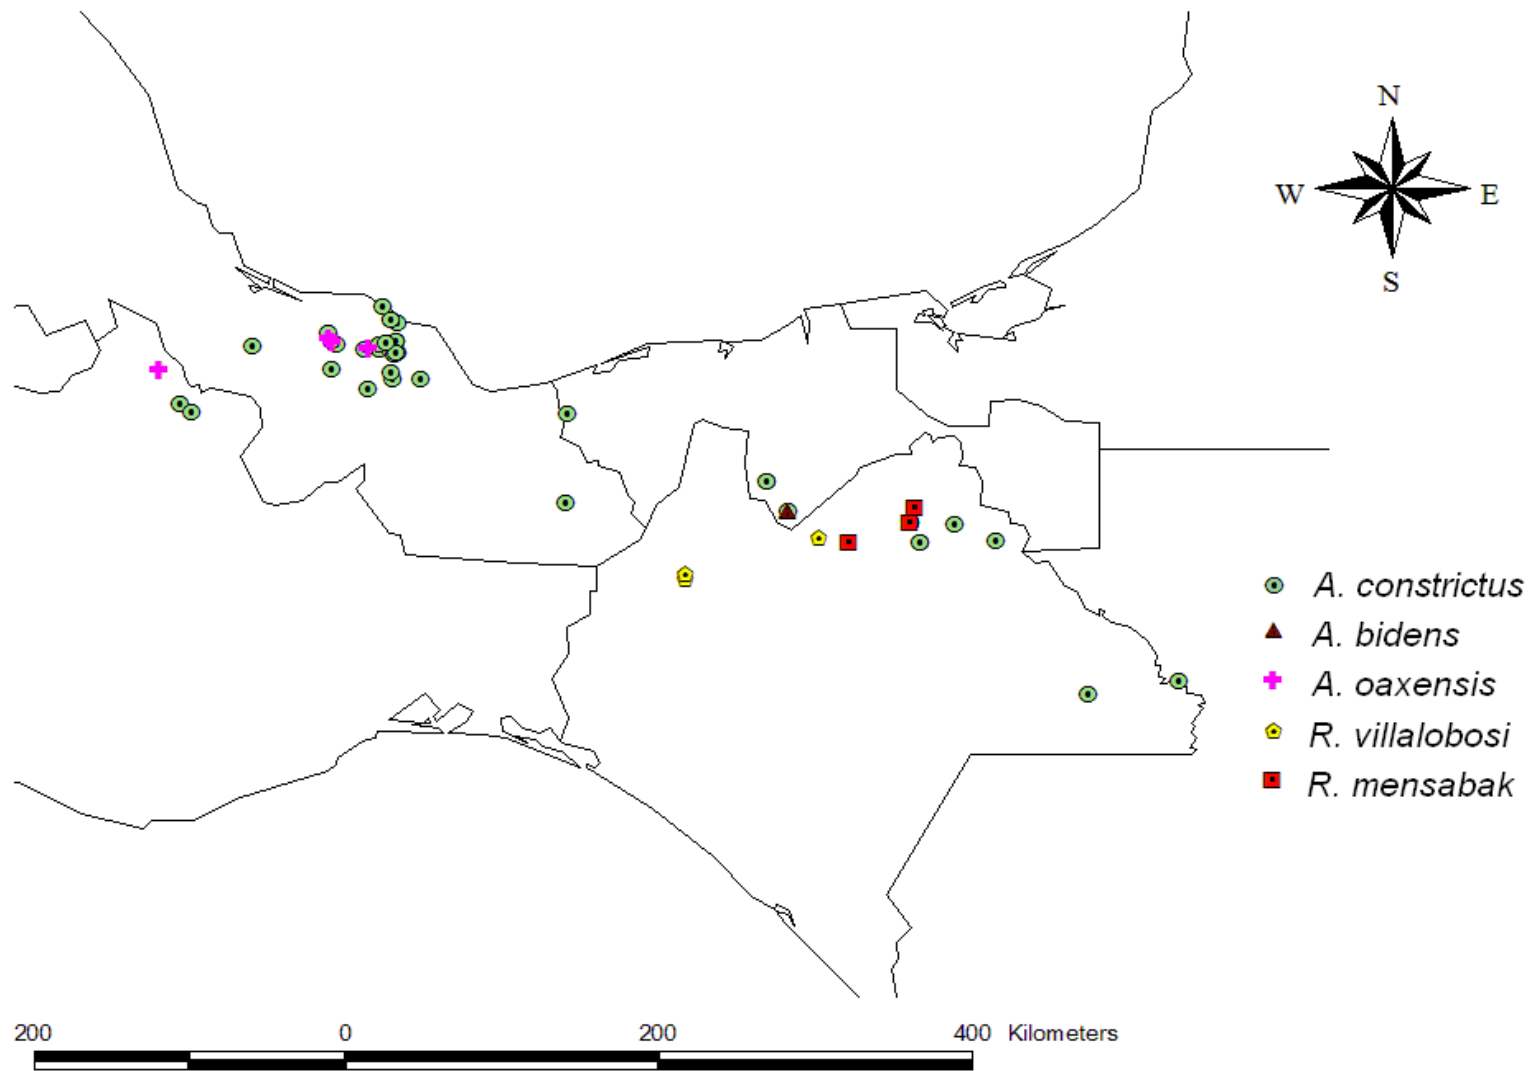 N
W E
S
A. constrictus
A. bidens
A. oaxensis
R. villalobosi
R. mensabak
200 0 200 400 Kilometers